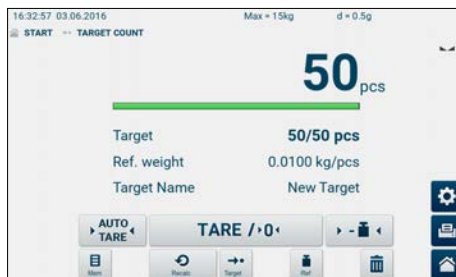 16:32:57 03.06.2016 Max = 15kg d = 0.5g
START TARGET COUNT
50 pcs
Target 50/50 pcs
Ref. weight 0.0100 kg/pcs
Target Name New Target
AUTO TARE TARE / 0
Mem Recalc Target Ref